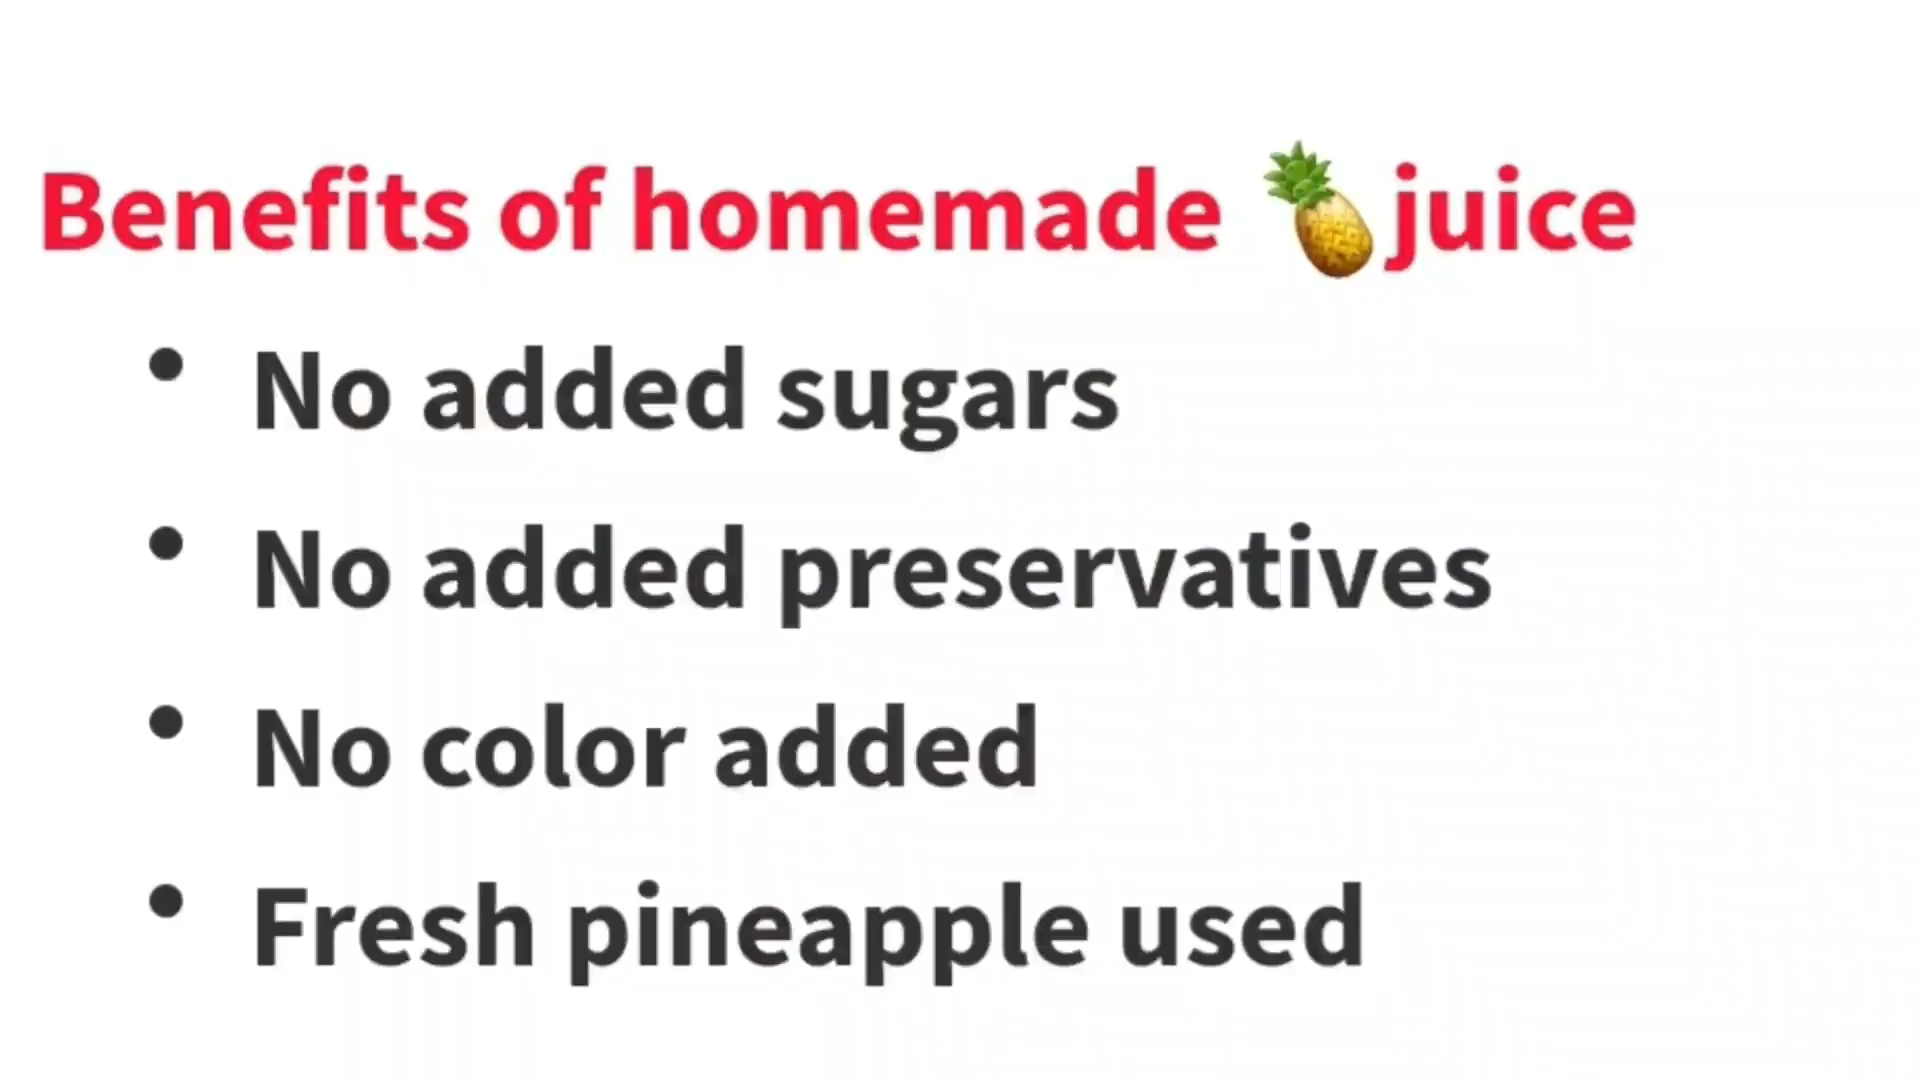 Benefits of homemade 🍍juice
• No added sugars
• No added preservatives
• No color added
• Fresh pineapple used